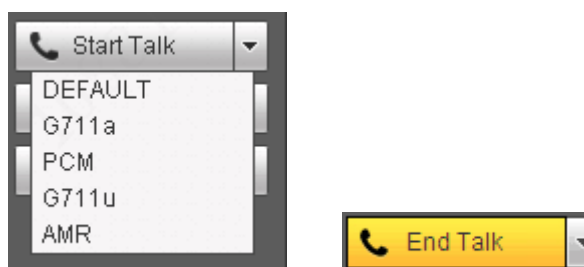 Start Talk
DEFAULT
G711a
PCM
G711u
AMR
End Talk